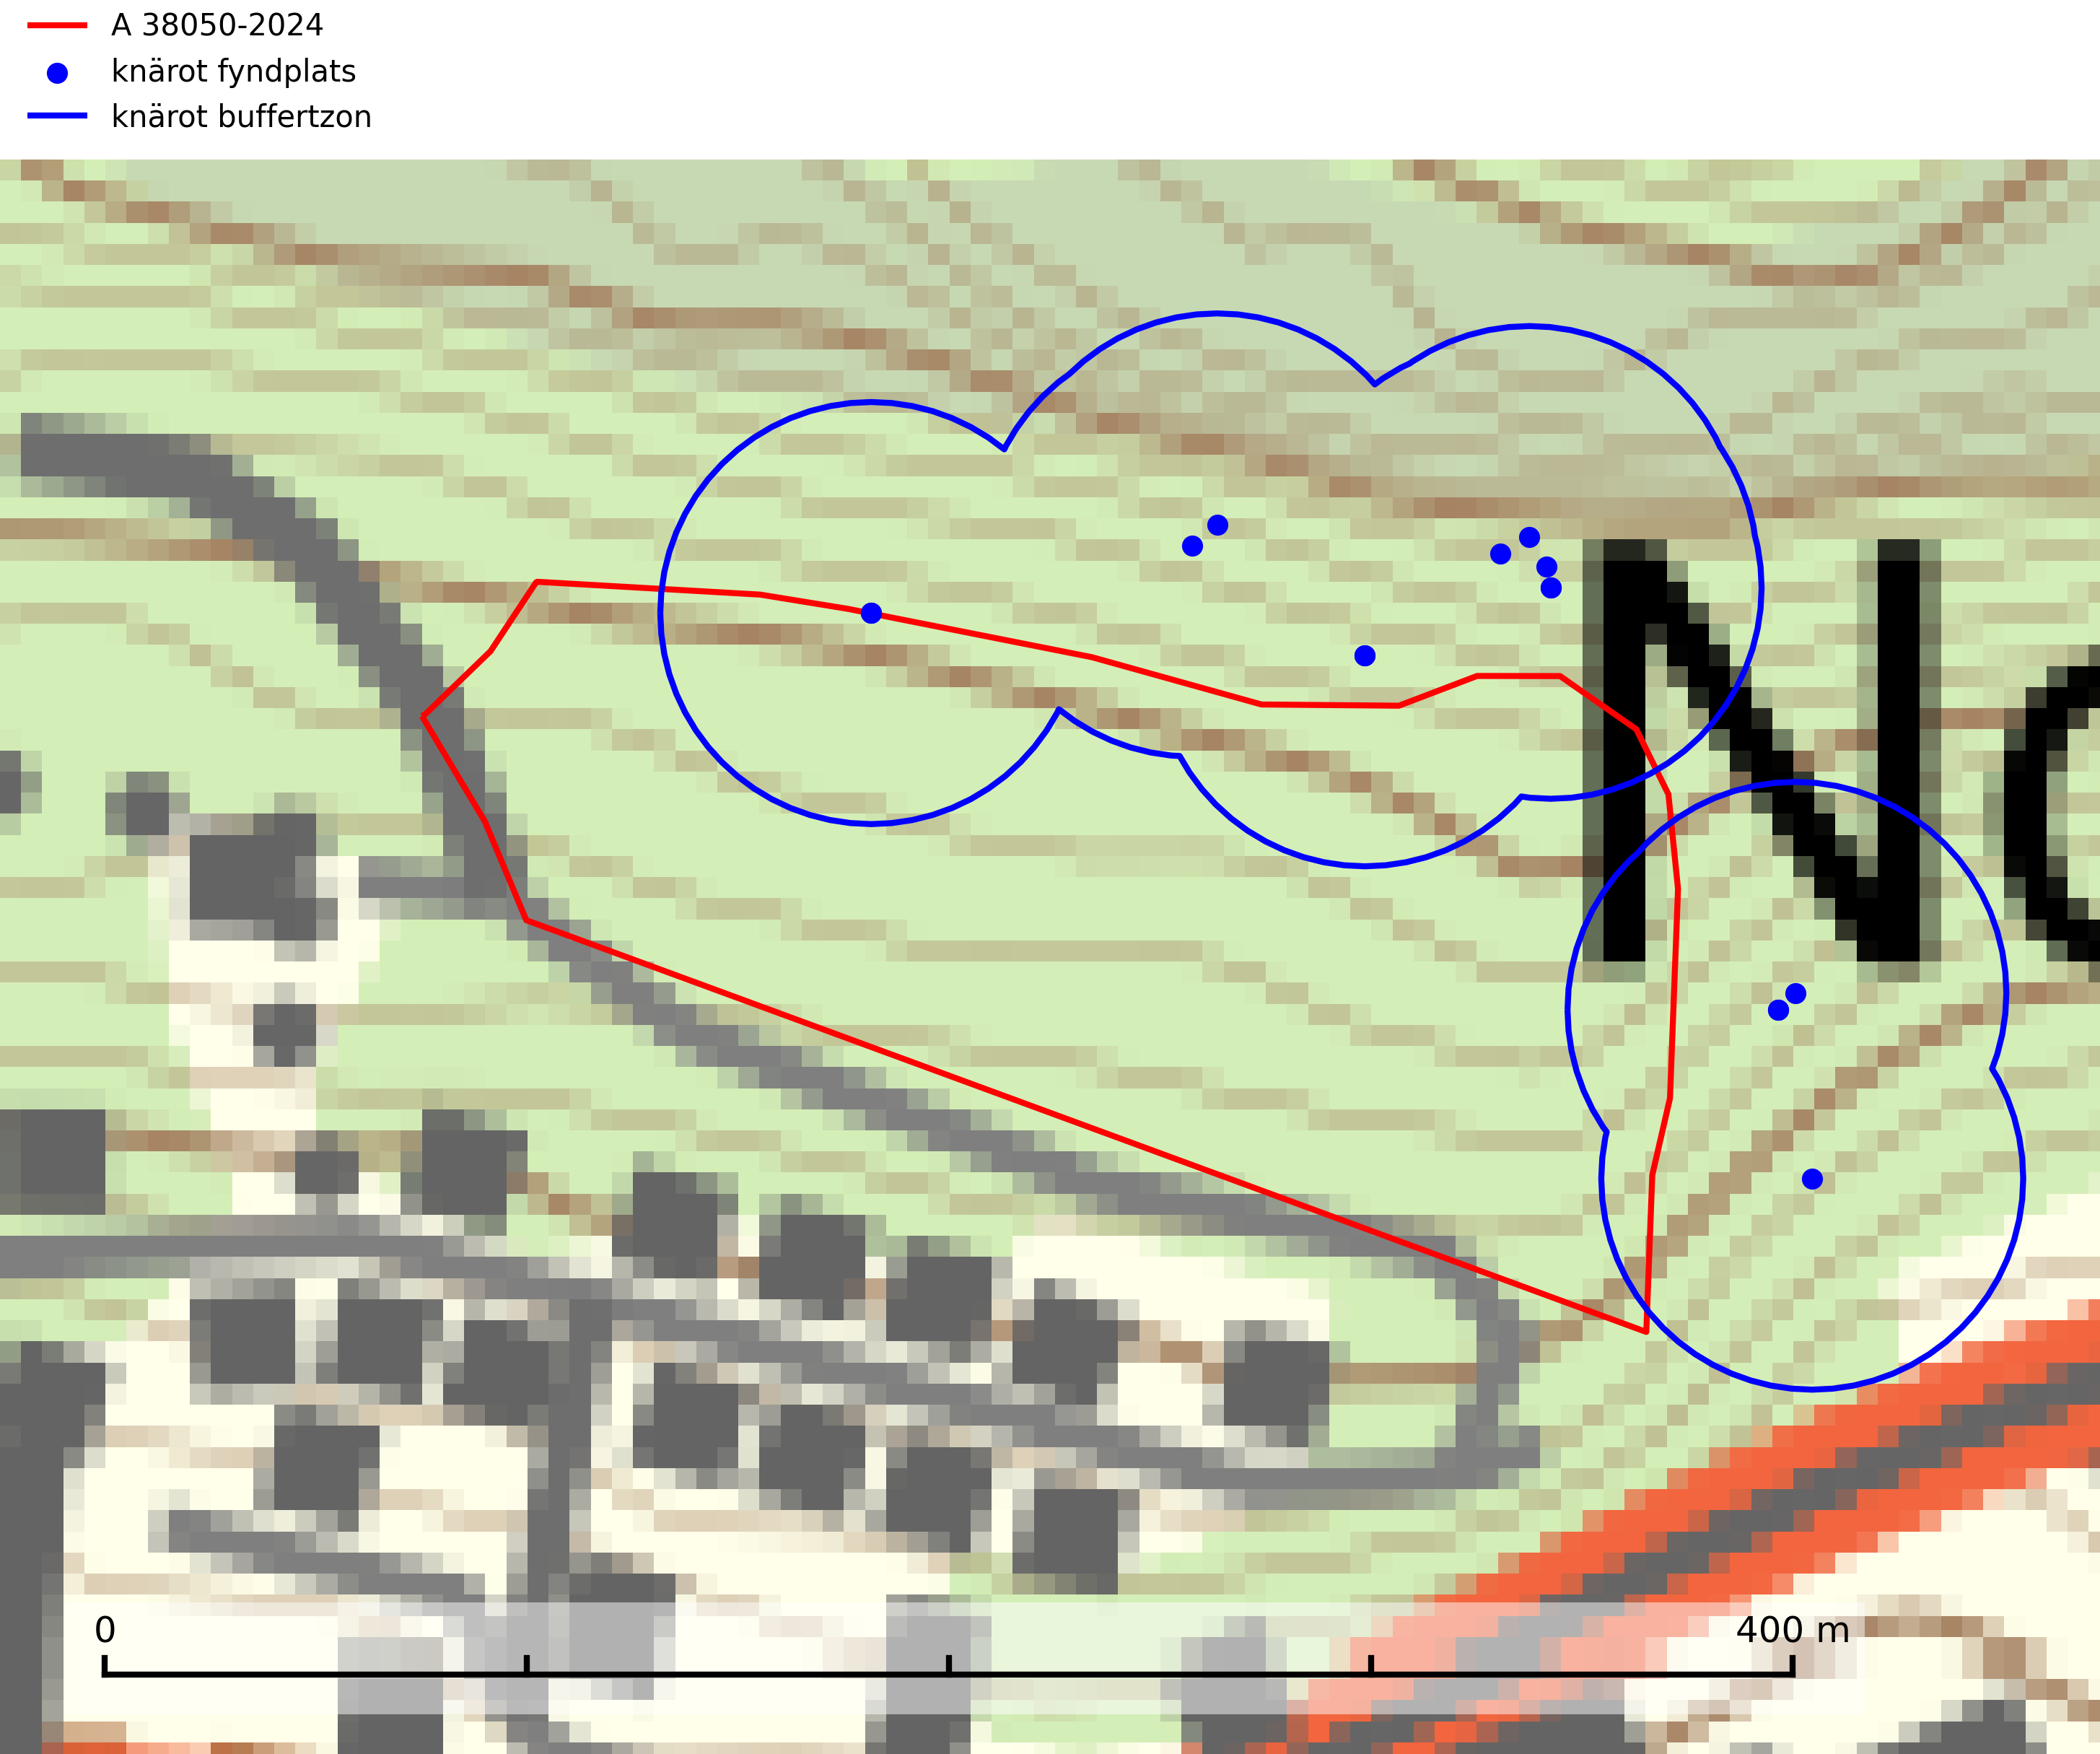 A 38050-2024
knärot fyndplats
knärot buffertzon
N
0
400 m